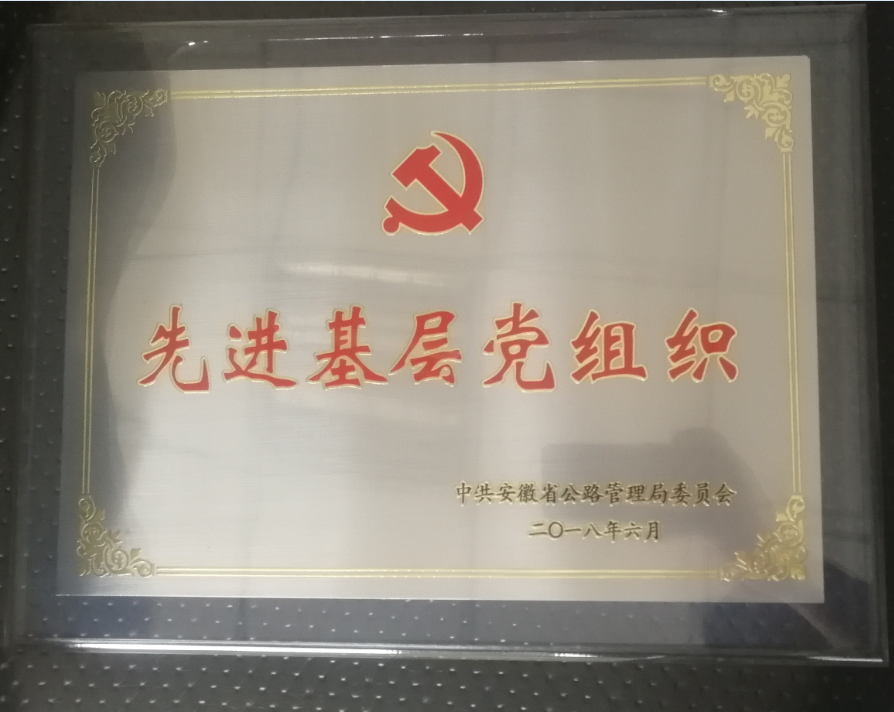 先进基层党组织
中共安徽省公路管理局委员会
二〇一八年六月